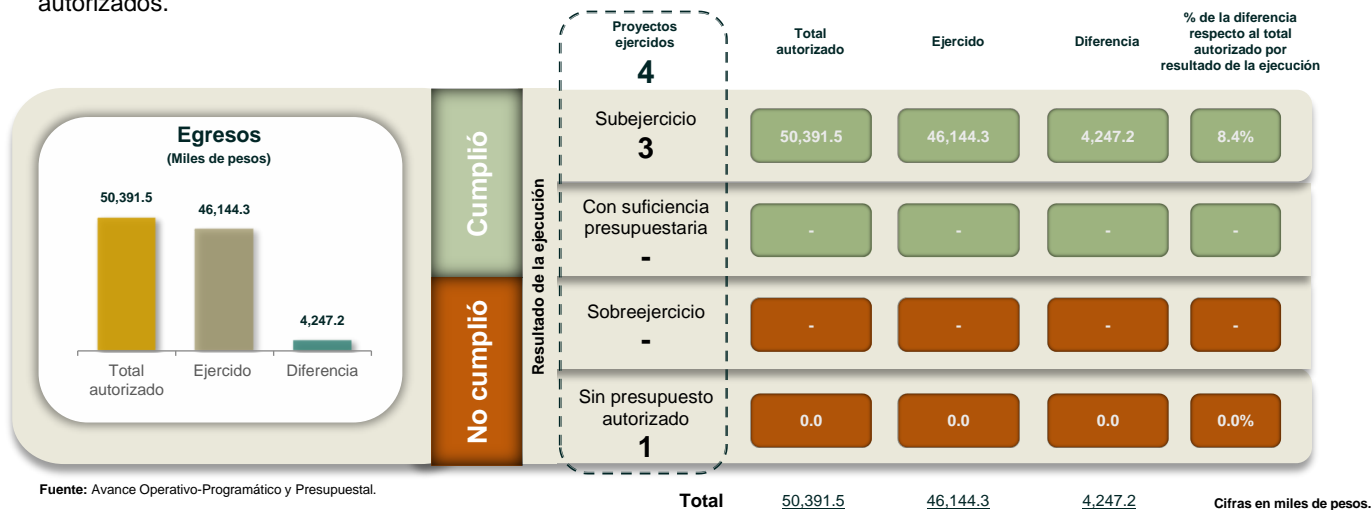 autorizados.
Proyectos
ejercidos
4
Total
autorizado
Ejercido
Diferencia
% de la diferencia
respecto al total
autorizado por
resultado de la ejecución
Egresos
(Miles de pesos)
50,391.5
46,144.3
4,247.2
Total
autorizado
Ejercido
Diferencia
Cumplió
No cumplió
Resultado de la ejecución
Subejercicio
3
50,391.5
46,144.3
4,247.2
8.4%
Con suficiencia
presupuestaria
-
-
-
-
-
Sobreejercicio
-
-
-
-
-
Sin presupuesto
autorizado
1
0.0
0.0
0.0
0.0%
Fuente: Avance Operativo-Programático y Presupuestal.
Total
50,391.5
46,144.3
4,247.2
Cifras en miles de pesos.